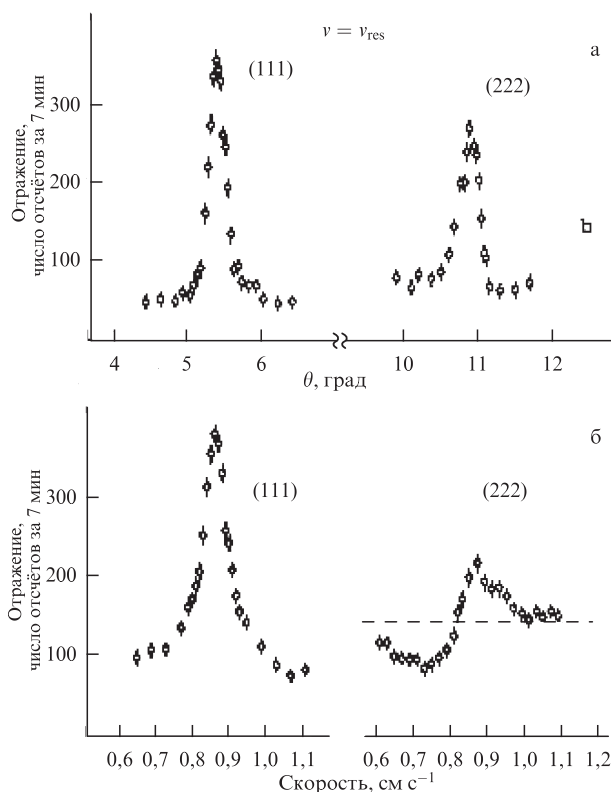 v = v_res
а
(111)
(222)
Отражение,
число отсчётов за 7 мин
300
200
100
4 5 6 10 11 12
θ, град
б
(111)
(222)
Отражение,
число отсчётов за 7 мин
300
200
100
0,6 0,7 0,8 0,9 1,0 1,1 0,6 0,7 0,8 0,9 1,0 1,1 1,2
Скорость, см с⁻¹